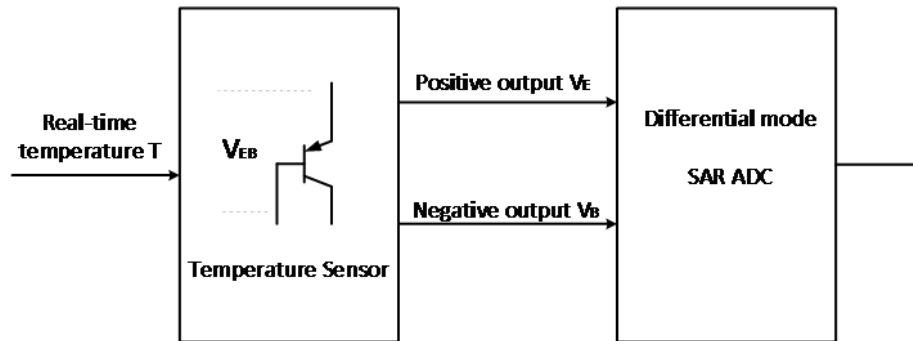 Real-time
temperature T
VEB
Temperature Sensor
Positive output VE
Negative output VB
Differential mode
SAR ADC